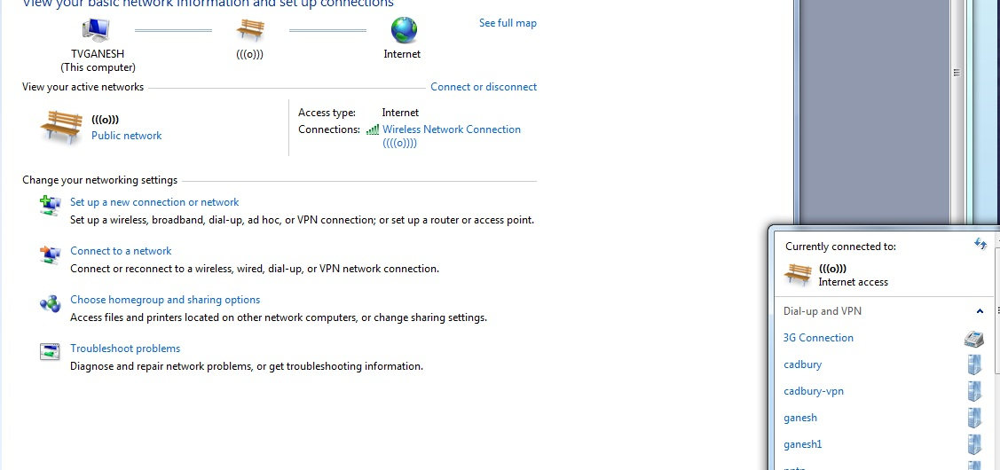 View your basic network information and set up connections
See full map
TVGANESH
(This computer)
(((o)))
Internet
View your active networks
Connect or disconnect
(((o)))
Public network
Access type:
Internet
Connections:
Wireless Network Connection
((((o))))
Change your networking settings
Set up a new connection or network
Set up a wireless, broadband, dial-up, ad hoc, or VPN connection; or set up a router or access point.
Connect to a network
Connect or reconnect to a wireless, wired, dial-up, or VPN network connection.
Choose homegroup and sharing options
Access files and printers located on other network computers, or change sharing settings.
Troubleshoot problems
Diagnose and repair network problems, or get troubleshooting information.
Currently connected to:
(((o)))
Internet access
Dial-up and VPN
3G Connection
cadbury
cadbury-vpn
ganesh
ganesh1